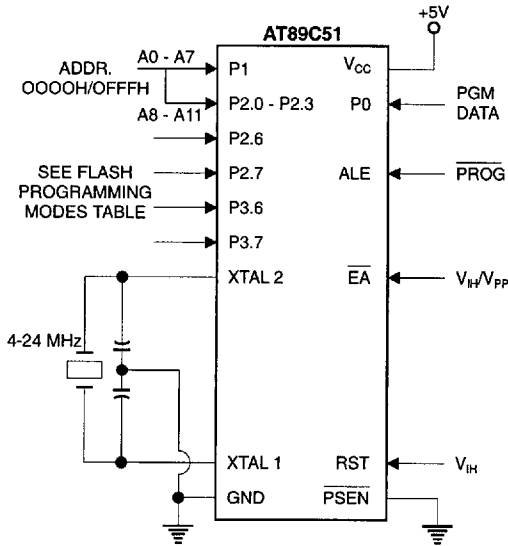 +5V
AT89C51
ADDR.
OOOOH/OFFFH
A0 - A7
P1
VCC
A8 - A11
P2.0 - P2.3
P0
PGM
DATA
P2.6
SEE FLASH
PROGRAMMING
MODES TABLE
P2.7
ALE
PROG
P3.6
P3.7
XTAL 2
EA
VIH/VPP
4-24 MHz
XTAL 1
RST
VIH
GND
PSEN